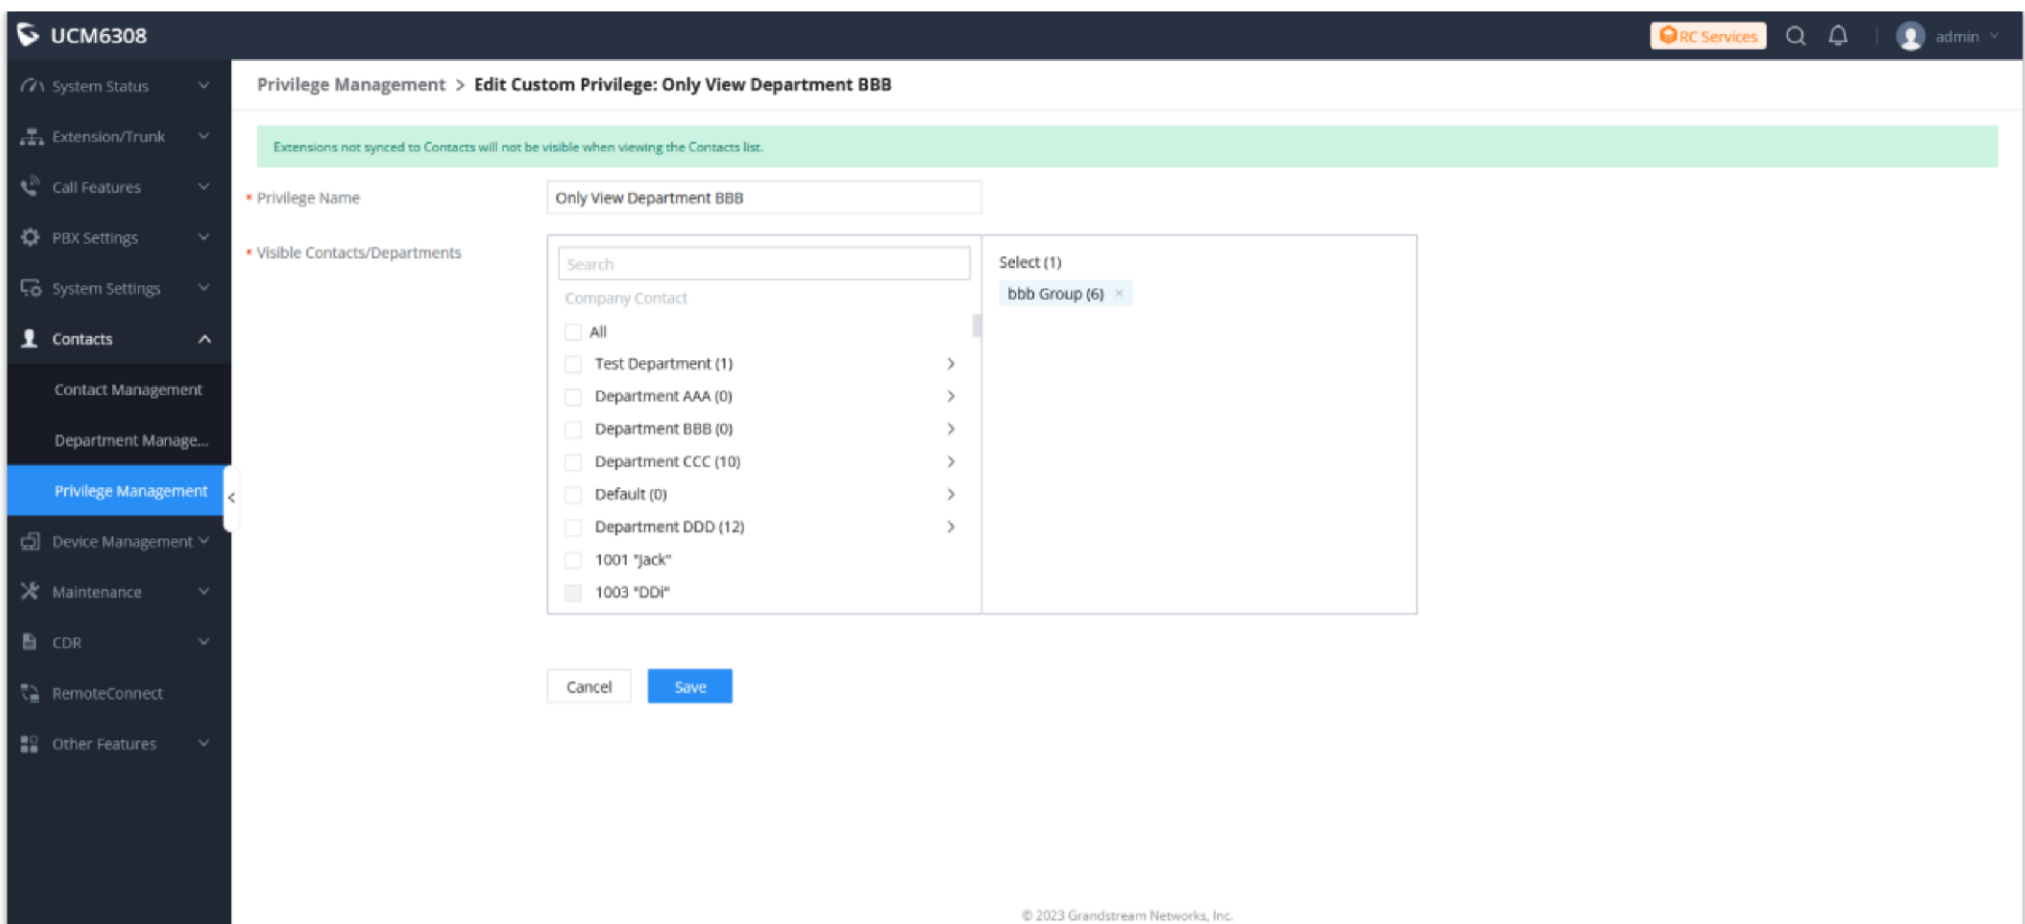 UCM6308
RC Services
admin
System Status
Extension/Trunk
Call Features
PBX Settings
System Settings
Contacts
Contact Management
Department Manage...
Privilege Management
Device Management
Maintenance
CDR
RemoteConnect
Other Features
Privilege Management > Edit Custom Privilege: Only View Department BBB
Extensions not synced to Contacts will not be visible when viewing the Contacts list.
* Privilege Name
Only View Department BBB
* Visible Contacts/Departments
Search
Company Contact
All
Test Department (1)
Department AAA (0)
Department BBB (0)
Department CCC (10)
Default (0)
Department DDD (12)
1001 "Jack"
1003 "DDi"
Select (1)
bbb Group (6) ×
Cancel
Save
© 2023 Grandstream Networks, Inc.